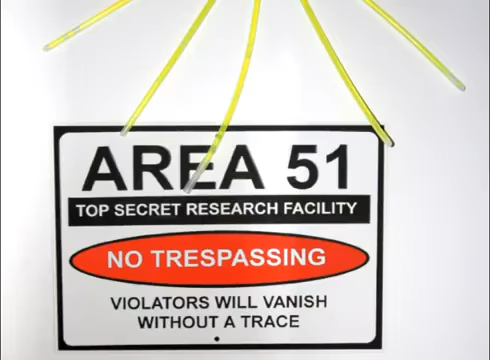 AREA 51
TOP SECRET RESEARCH FACILITY
NO TRESPASSING
VIOLATORS WILL VANISH
WITHOUT A TRACE